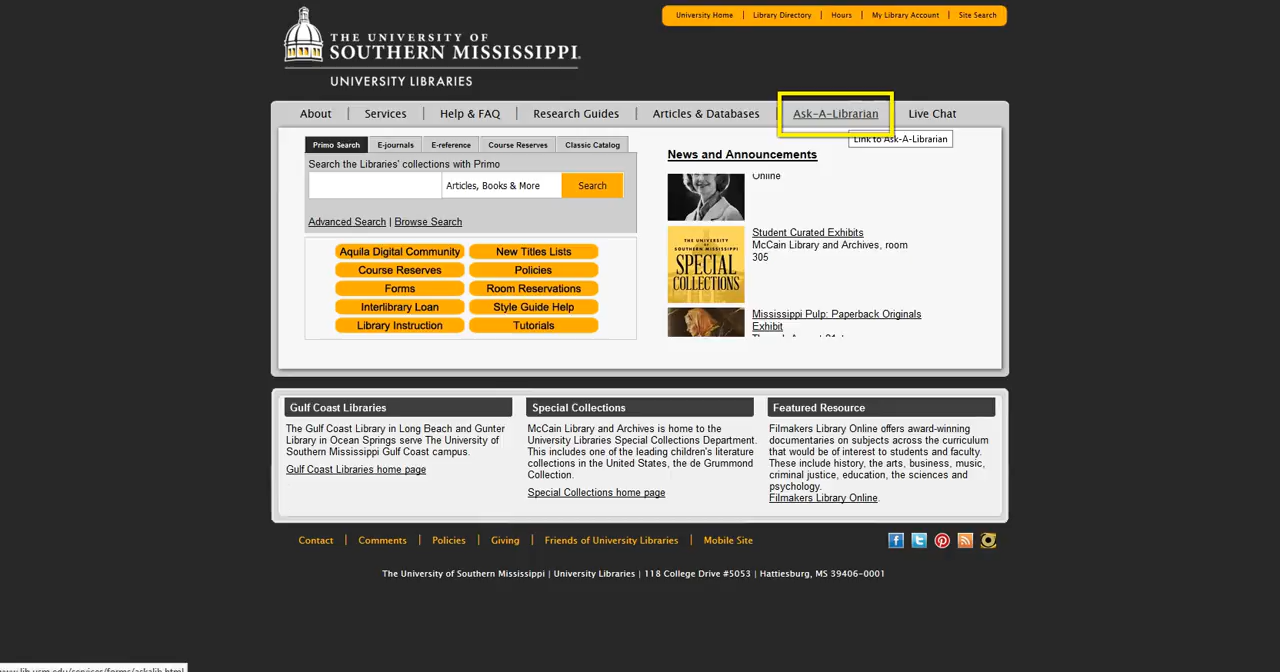 THE UNIVERSITY OF
SOUTHERN MISSISSIPPI
UNIVERSITY LIBRARIES
University Home | Library Directory | Hours | My Library Account | Site Search
About | Services | Help & FAQ | Research Guides | Articles & Databases | Ask-A-Librarian Live Chat
Link to Ask-A-Librarian
Primo Search E-journals E-reference Course Reserves Classic Catalog
Search the Libraries' collections with Primo
Articles, Books & More Search
Advanced Search | Browse Search
Aquila Digital Community New Titles Lists
Course Reserves Policies
Forms Room Reservations
Interlibrary Loan Style Guide Help
Library Instruction Tutorials
News and Announcements
Online
THE UNIVERSITY OF
SOUTHERN MISSISSIPPI
SPECIAL
COLLECTIONS
Student Curated Exhibits
McCain Library and Archives, room
305
Mississippi Pulp: Paperback Originals
Exhibit
Gulf Coast Libraries
The Gulf Coast Library in Long Beach and Gunter
Library in Ocean Springs serve The University of
Southern Mississippi Gulf Coast campus.
Gulf Coast Libraries home page
Special Collections
McCain Library and Archives is home to the
University Libraries Special Collections Department.
This includes one of the leading children's literature
collections in the United States, the de Grummond
Collection.
Special Collections home page
Featured Resource
Filmakers Library Online offers award-winning
documentaries on subjects across the curriculum
that would be of interest to students and faculty.
These include history, the arts, business, music,
criminal justice, education, the sciences and
psychology.
Filmakers Library Online.
Contact | Comments | Policies | Giving | Friends of University Libraries | Mobile Site
The University of Southern Mississippi | University Libraries | 118 College Drive #5053 | Hattiesburg, MS 39406-0001